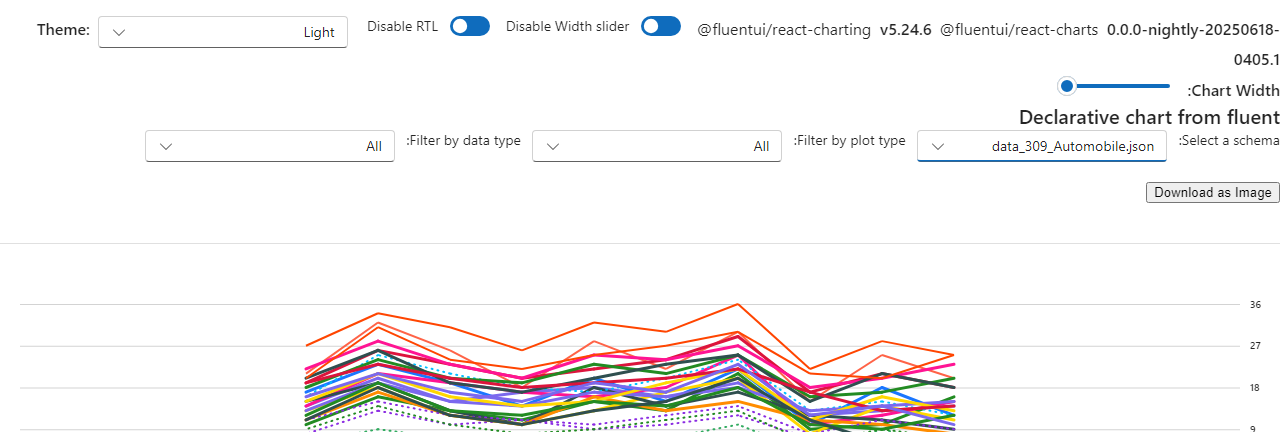 Theme: Light Disable RTL Disable Width slider @fluentui/react-charting v5.24.6 @fluentui/react-charts 0.0.0-nightly-20250618-
0405.1
Chart Width:
Declarative chart from fluent
Select a schema: data_309_Automobile.json Filter by plot type: All Filter by data type: All
Download as Image
36
27
18
9